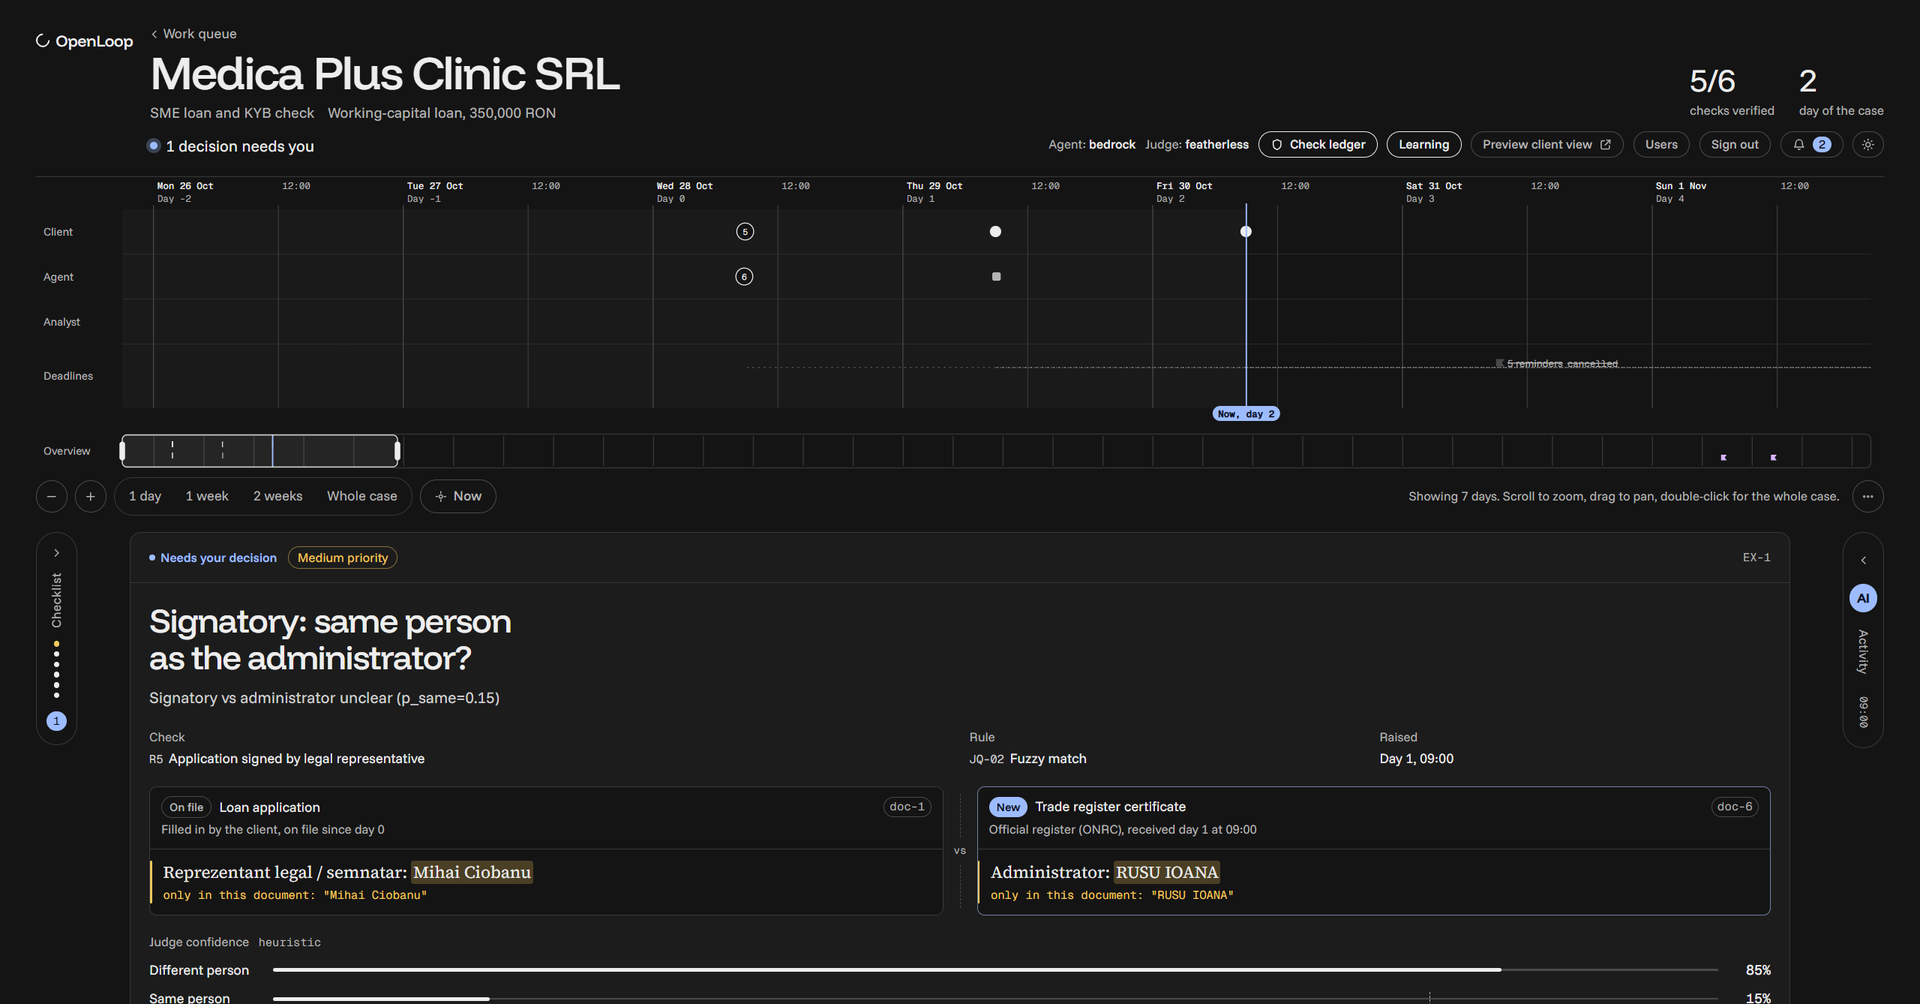 OpenLoop
Work queue
Medica Plus Clinic SRL
SME loan and KYB check Working-capital loan, 350,000 RON
1 decision needs you
5/6
checks verified
2
day of the case
Agent: bedrock Judge: featherless Check ledger Learning Preview client view Users Sign out 2
Mon 26 Oct 12:00 Tue 27 Oct 12:00 Wed 28 Oct 12:00 Thu 29 Oct 12:00 Fri 30 Oct 12:00 Sat 31 Oct 12:00 Sun 1 Nov 12:00
Day -2 Day -1 Day 0 Day 1 Day 2 Day 3 Day 4
Client 5
Agent 6
Analyst
Deadlines 5 reminders cancelled
Now, day 2
Overview
− + 1 day 1 week 2 weeks Whole case Now
Showing 7 days. Scroll to zoom, drag to pan, double-click for the whole case.
Checklist
1
Needs your decision Medium priority EX-1
Signatory: same person
as the administrator?
Signatory vs administrator unclear (p_same=0.15)
Check
R5 Application signed by legal representative
Rule
JQ-02 Fuzzy match
Raised
Day 1, 09:00
On file Loan application doc-1
Filled in by the client, on file since day 0
Reprezentant legal / semnatar: Mihai Ciobanu
only in this document: "Mihai Ciobanu"
vs
New Trade register certificate doc-6
Official register (ONRC), received day 1 at 09:00
Administrator: RUSU IOANA
only in this document: "RUSU IOANA"
Judge confidence heuristic
Different person 85%
Same person 15%
AI
Activity
09:00